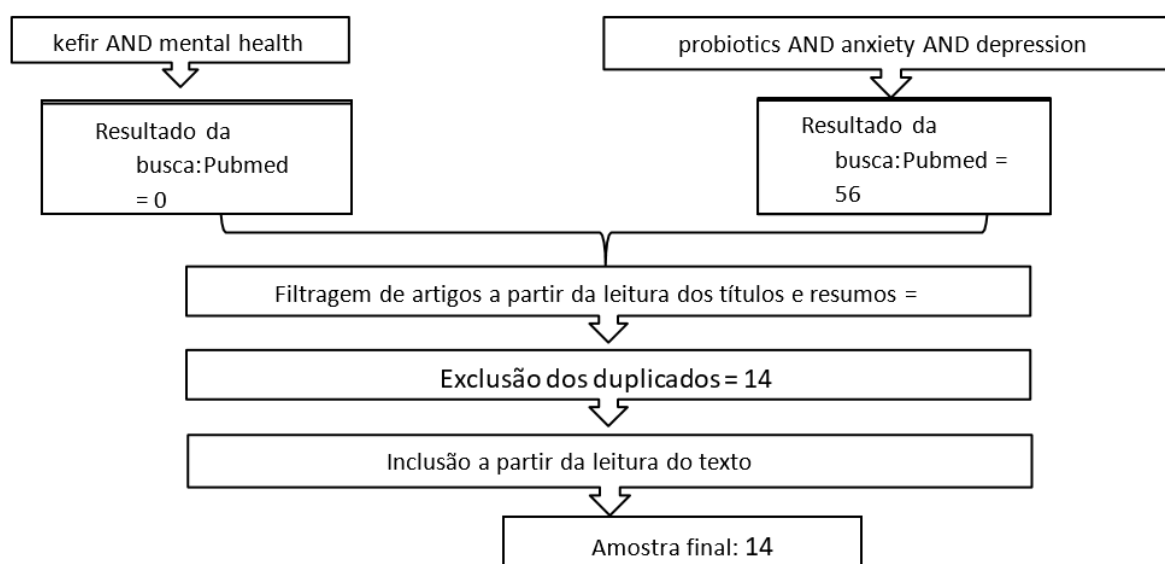 kefir AND mental health
probiotics AND anxiety AND depression
Resultado da
busca:Pubmed
= 0
Resultado da
busca:Pubmed =
56
Filtragem de artigos a partir da leitura dos títulos e resumos =
Exclusão dos duplicados = 14
Inclusão a partir da leitura do texto
Amostra final: 14